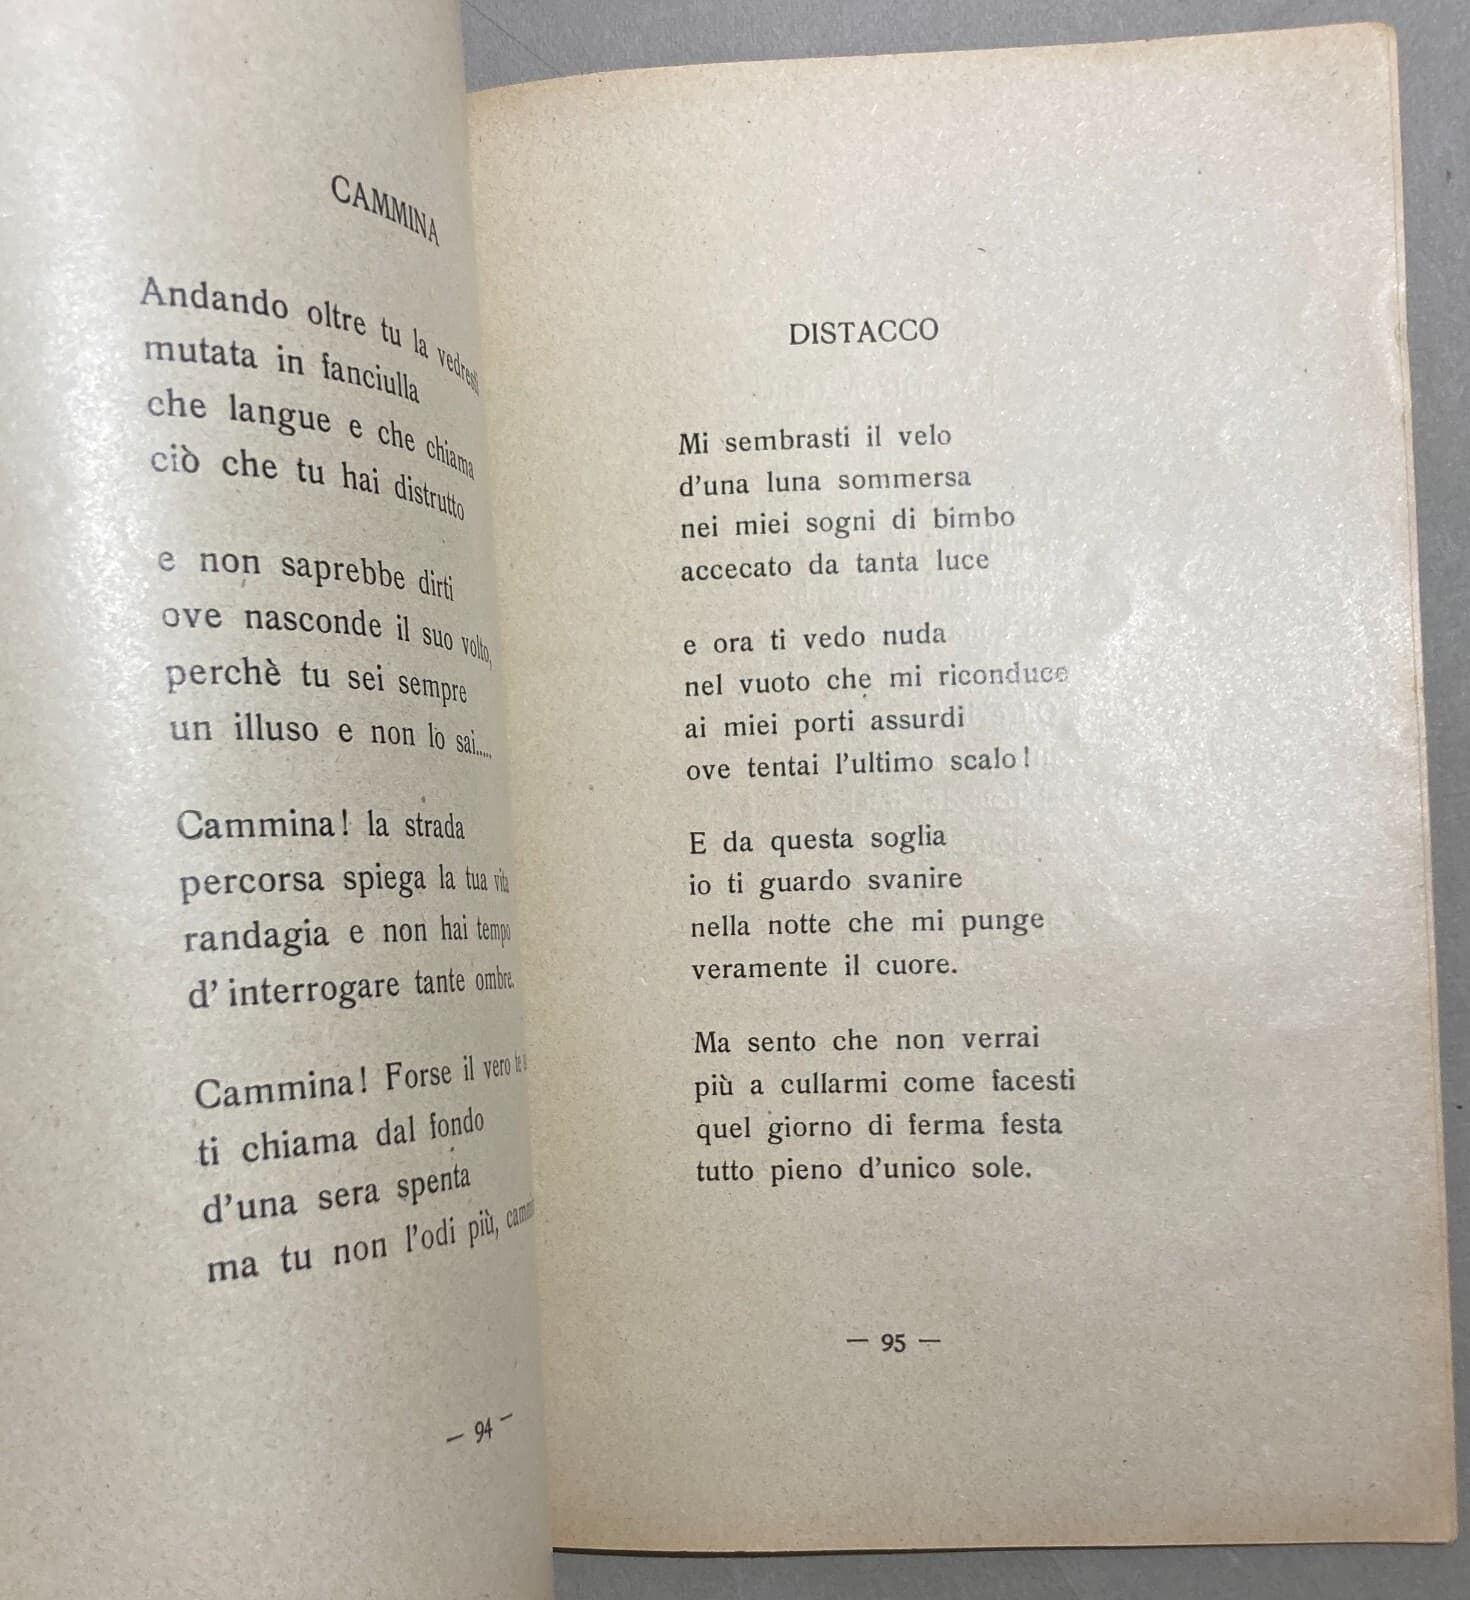 CAMMINA
Andando oltre tu la vedresti
mutata in fanciulla
che langue e che chiama
ciò che tu hai distrutto
e non saprebbe dirti
ove nasconde il suo volto,
perchè tu sei sempre
un illuso e non lo sai.....
Cammina! la strada
percorsa spiega la tua vita
randagia e non hai tempo
d' interrogare tante ombre.
Cammina! Forse il vero
ti chiama dal fondo
d'una sera spenta
ma tu non l'odi più,
— 94 —
DISTACCO
Mi sembrasti il velo
d'una luna sommersa
nei miei sogni di bimbo
accecato da tanta luce
e ora ti vedo nuda
nel vuoto che mi riconduce
ai miei porti assurdi
ove tentai l'ultimo scalo!
E da questa soglia
io ti guardo svanire
nella notte che mi punge
veramente il cuore.
Ma sento che non verrai
più a cullarmi come facesti
quel giorno di ferma festa
tutto pieno d'unico sole.
— 95 —